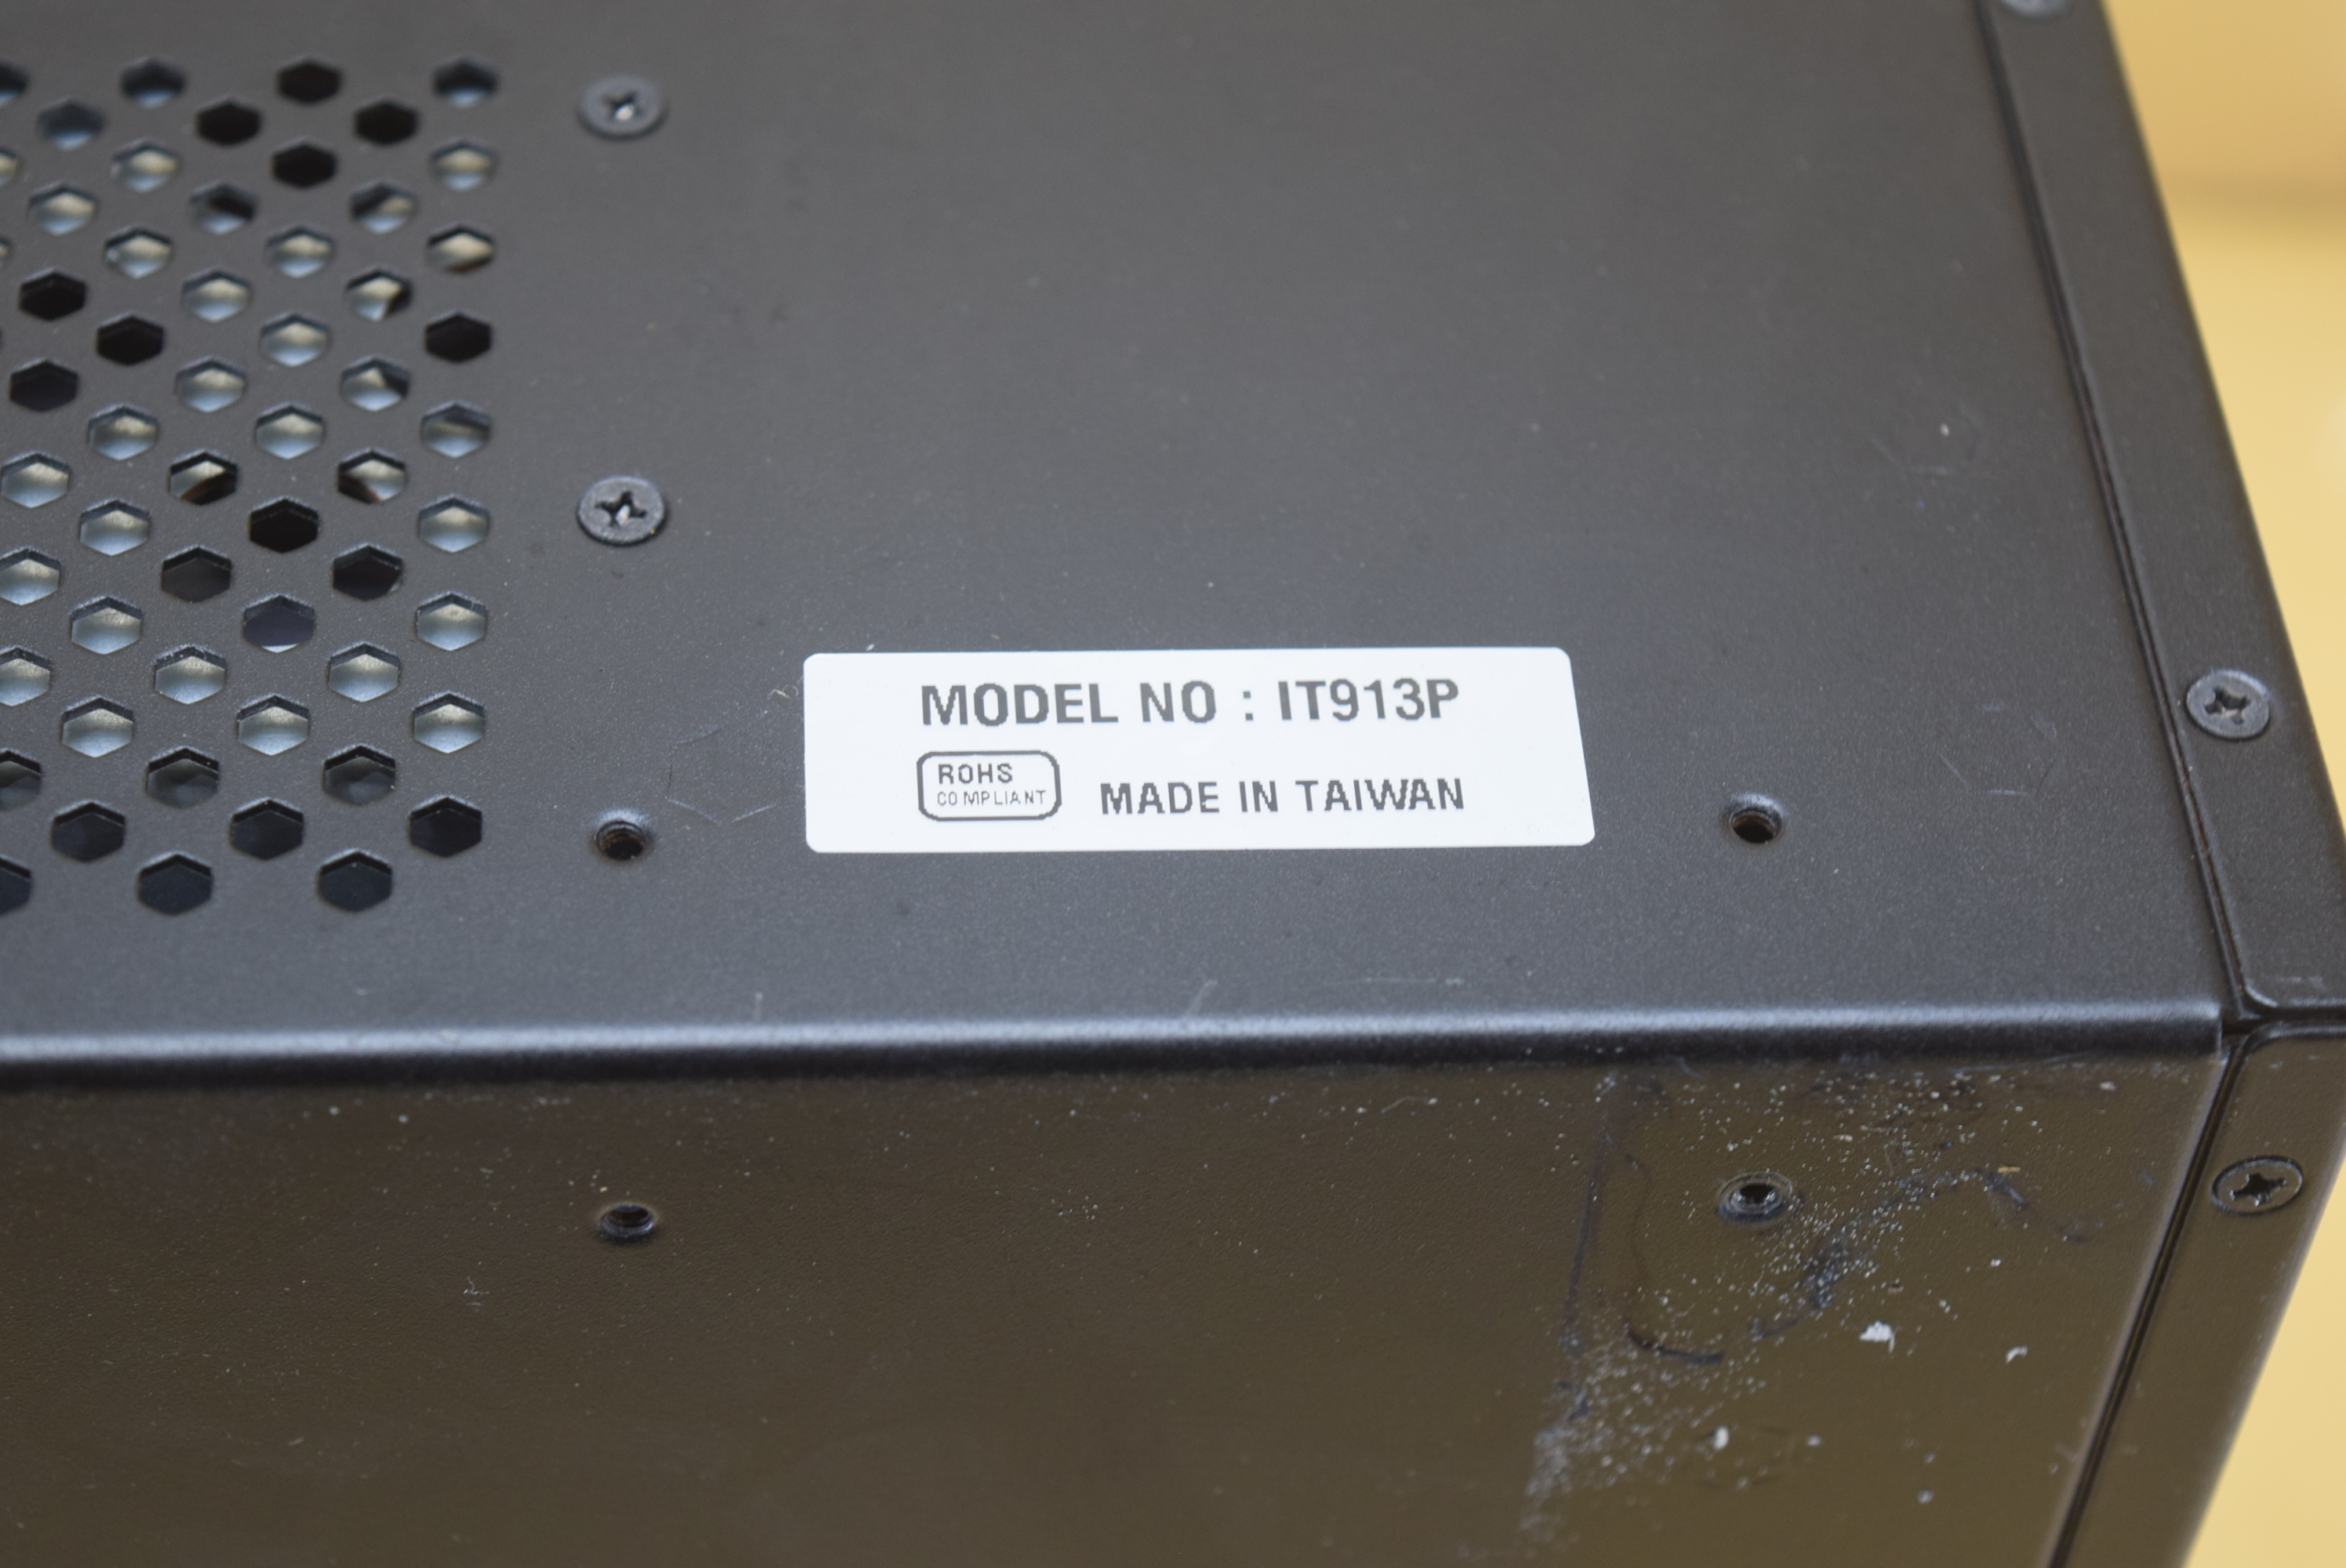 MODEL NO : IT913P
ROHS
COMPLIANT
MADE IN TAIWAN